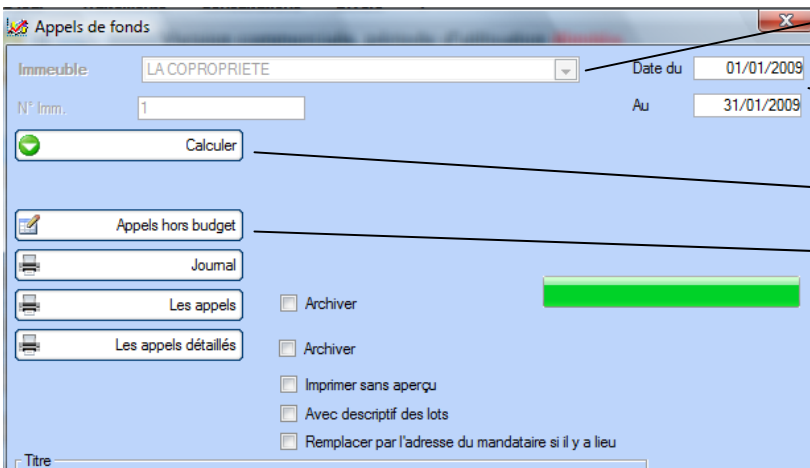 Appels de fonds
Immeuble LA COPROPRIETE Date du 01/01/2009
N° Imm. 1 Au 31/01/2009
Calculer
Appels hors budget
Journal
Les appels Archiver
Les appels détaillés Archiver
Imprimer sans aperçu
Avec descriptif des lots
Remplacer par l'adresse du mandataire si il y a lieu
Titre